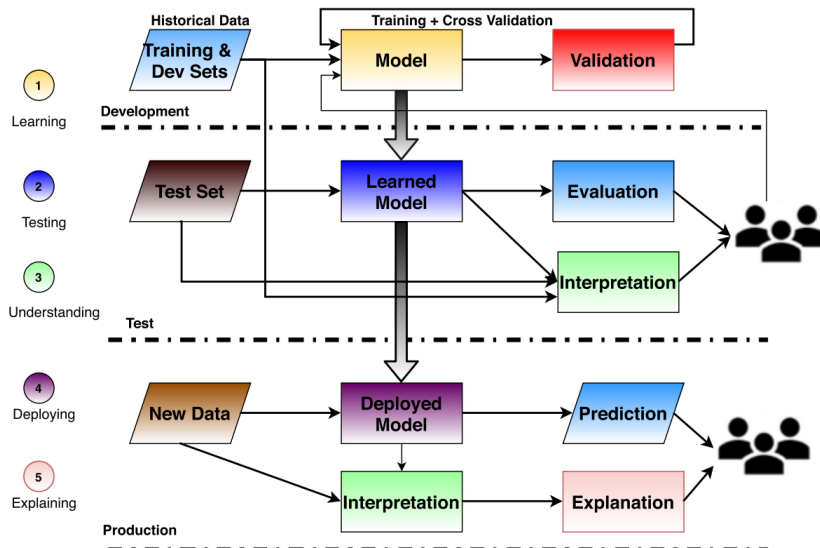 Historical Data
Training + Cross Validation
Training &
Dev Sets
Model
Validation
1
Learning
Development
2
Testing
Test Set
Learned
Model
Evaluation
3
Understanding
Interpretation
Test
4
Deploying
New Data
Deployed
Model
Prediction
5
Explaining
Interpretation
Explanation
Production